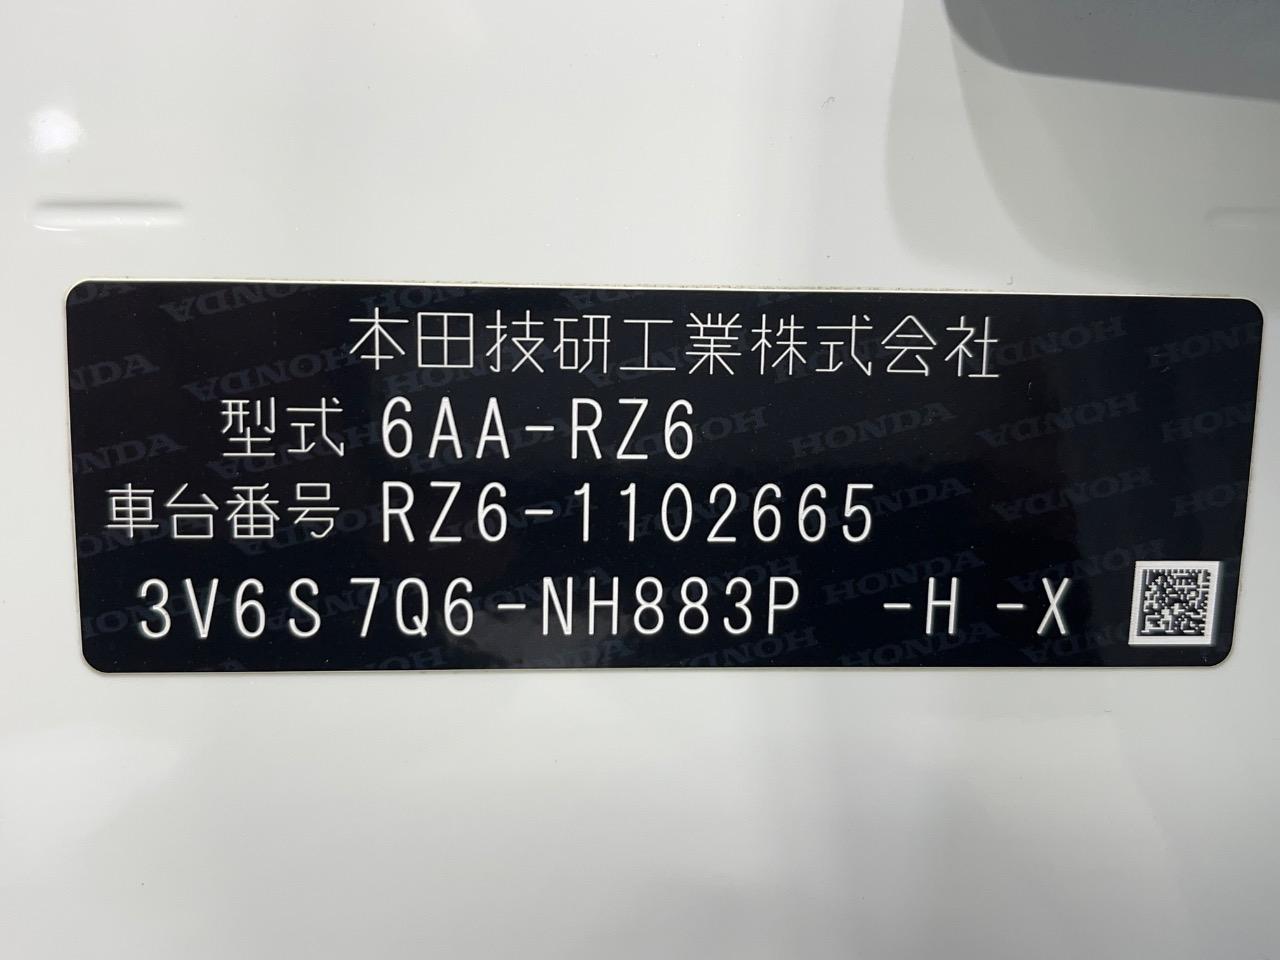 本田技研工業株式会社
型式 6AA-RZ6
車台番号 RZ6-1102665
3V6S7Q6-NH883P -H -X